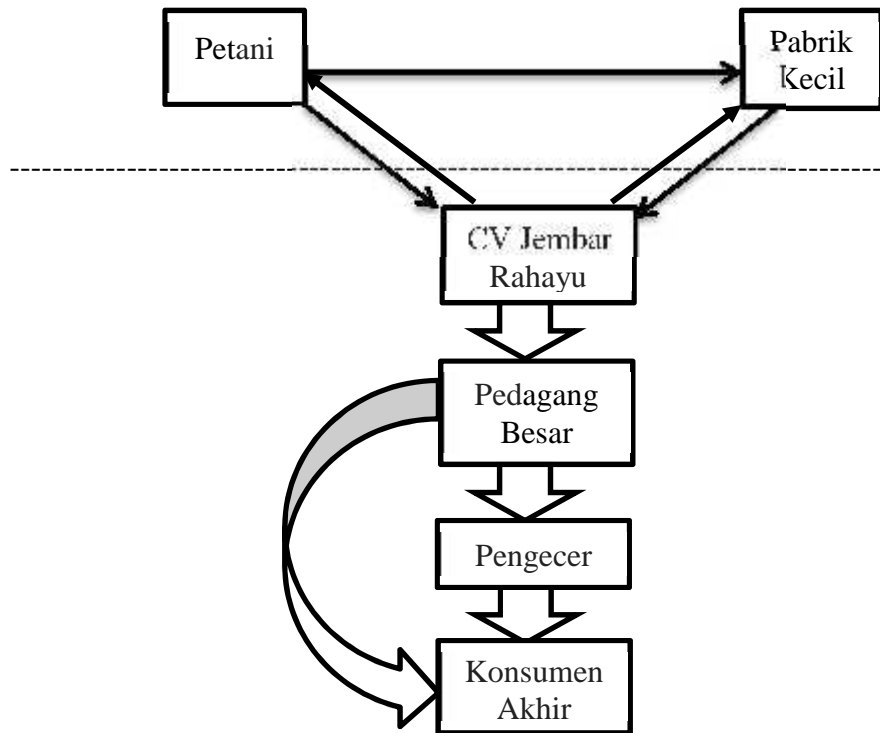 Petani
Pabrik
Kecil
CV Jembar
Rahayu
Pedagang
Besar
Pengecer
Konsumen
Akhir